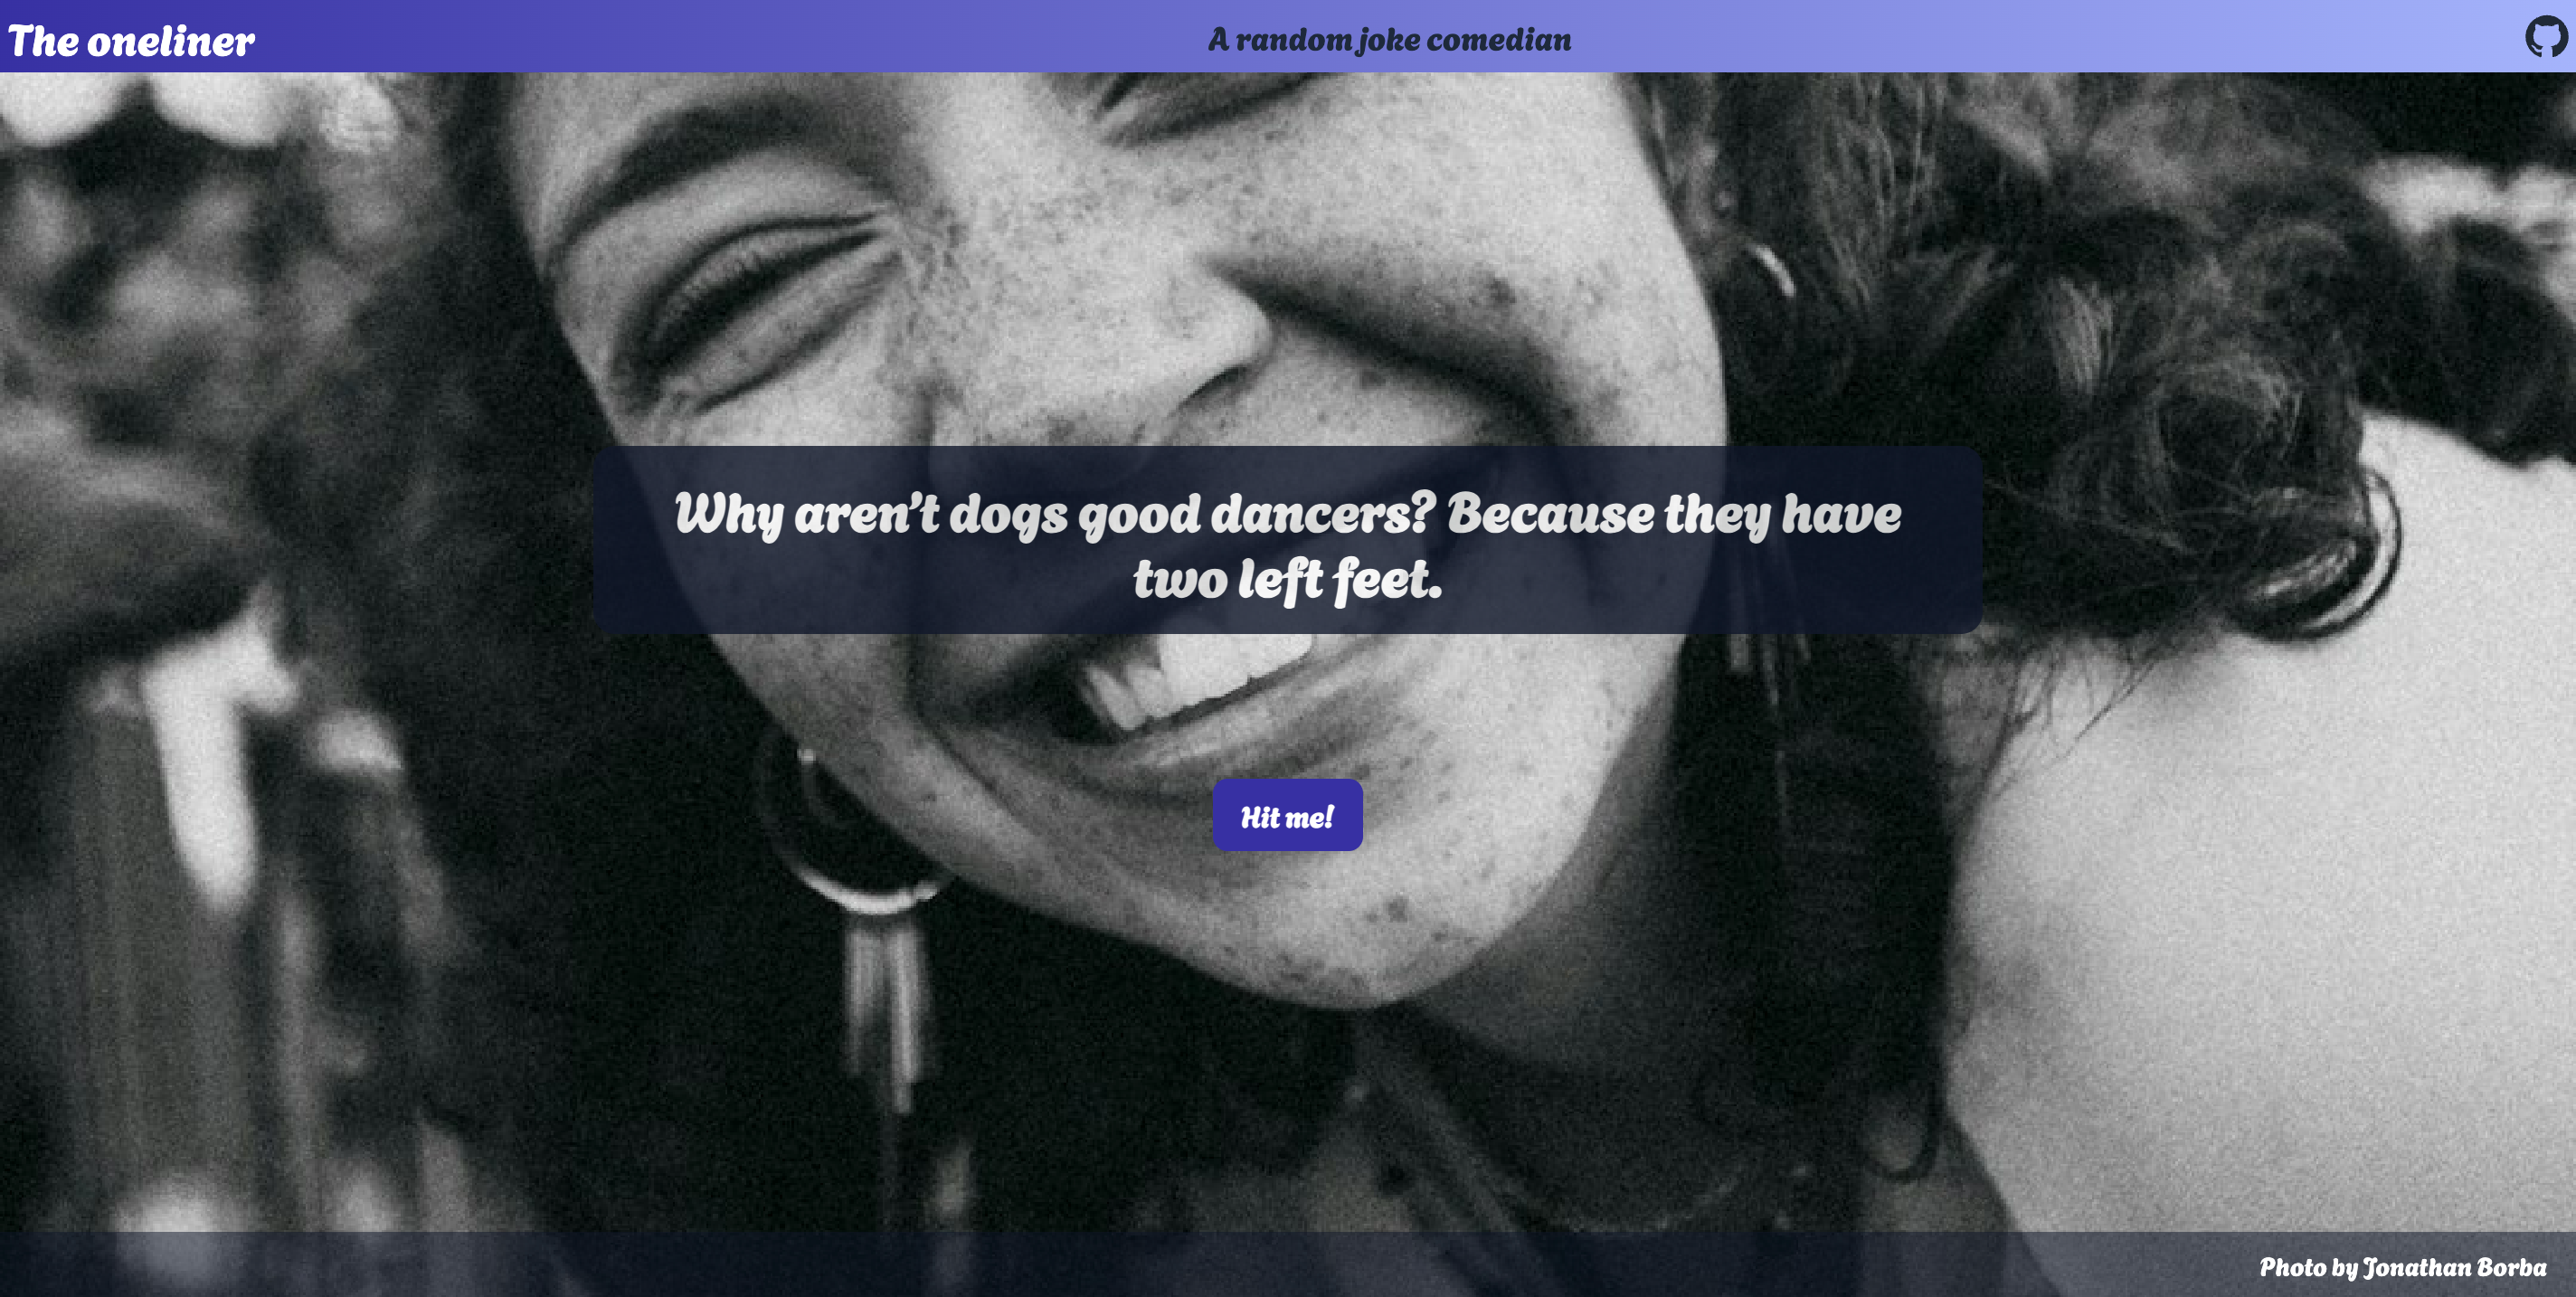 The oneliner
A random joke comedian
Why aren’t dogs good dancers? Because they have
two left feet.
Hit me!
Photo by Jonathan Borba